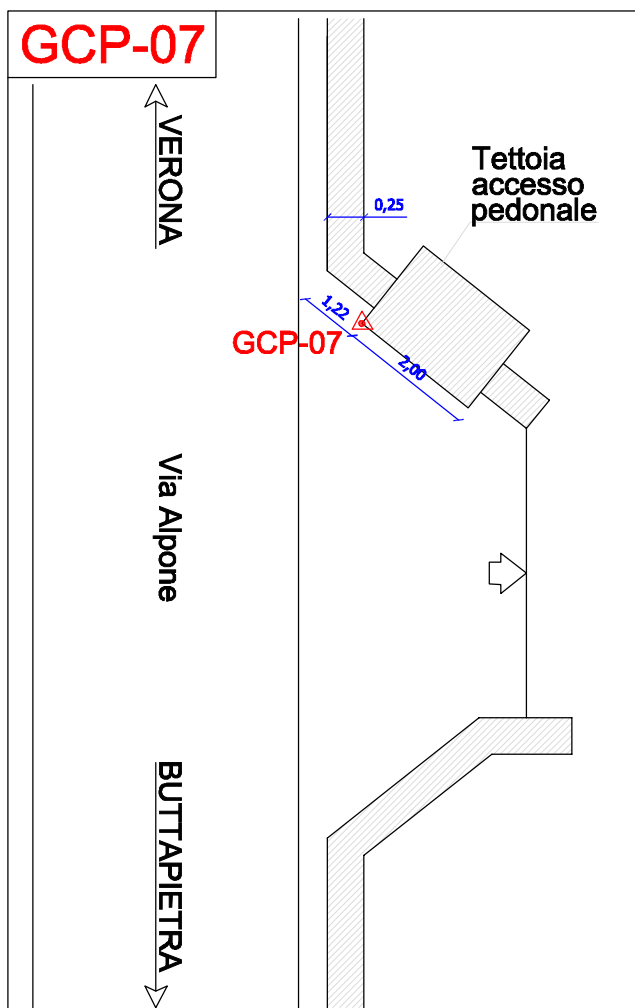 GCP-07
VERONA
Tettoia
accesso
pedonale
0,25
1,22
GCP-07
2,00
Via Alpone
BUTTAPIETRA